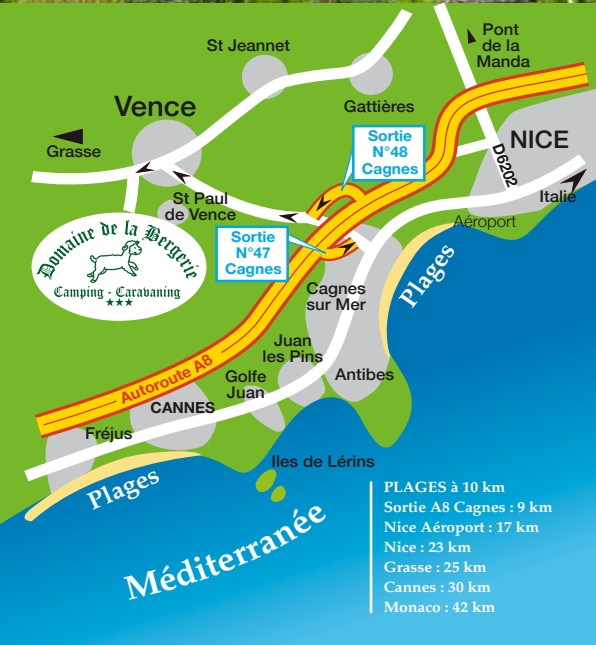 Pont
de la
Manda
St Jeannet
Vence
Gattières
Grasse
Sortie
N°48
Cagnes
NICE
D6202
Italie
St Paul
de Vence
Aéroport
Domaine de la Bergerie
Camping - Caravaning
★★★
Sortie
N°47
Cagnes
Plages
Cagnes
sur Mer
Juan
les Pins
Autoroute A8
Golfe
Juan
Antibes
CANNES
Fréjus
Iles de Lérins
Plages
Méditerranée
PLAGES à 10 km
Sortie A8 Cagnes : 9 km
Nice Aéroport : 17 km
Nice : 23 km
Grasse : 25 km
Cannes : 30 km
Monaco : 42 km